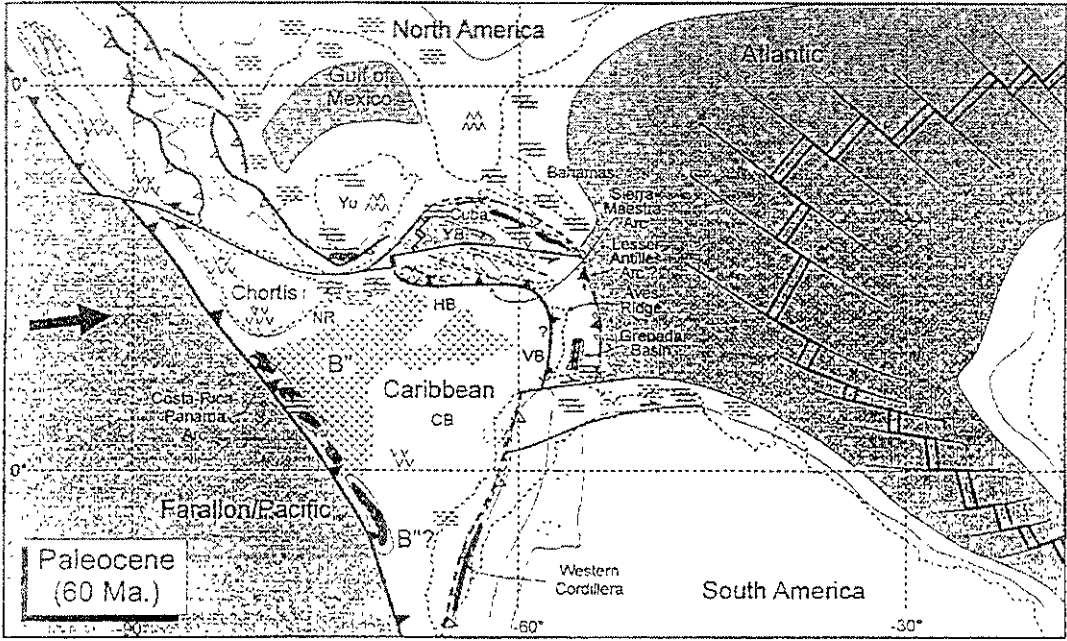 North America
Atlantic
Gulf of
Mexico
0°
Bahamas
Yu
Cuba
YB
Sierra
Maestra
Arc
Lesser
Antilles
Arc
Aves
Ridge
Grenada
Basin
Chortis
HB
NR
?
VB
B"
Caribbean
CB
Costa Rica
Panama
0°
Farallon/Pacific
B"?
Paleocene
(60 Ma.)
Western
Cordillera
South America
-90°
-60°
-30°